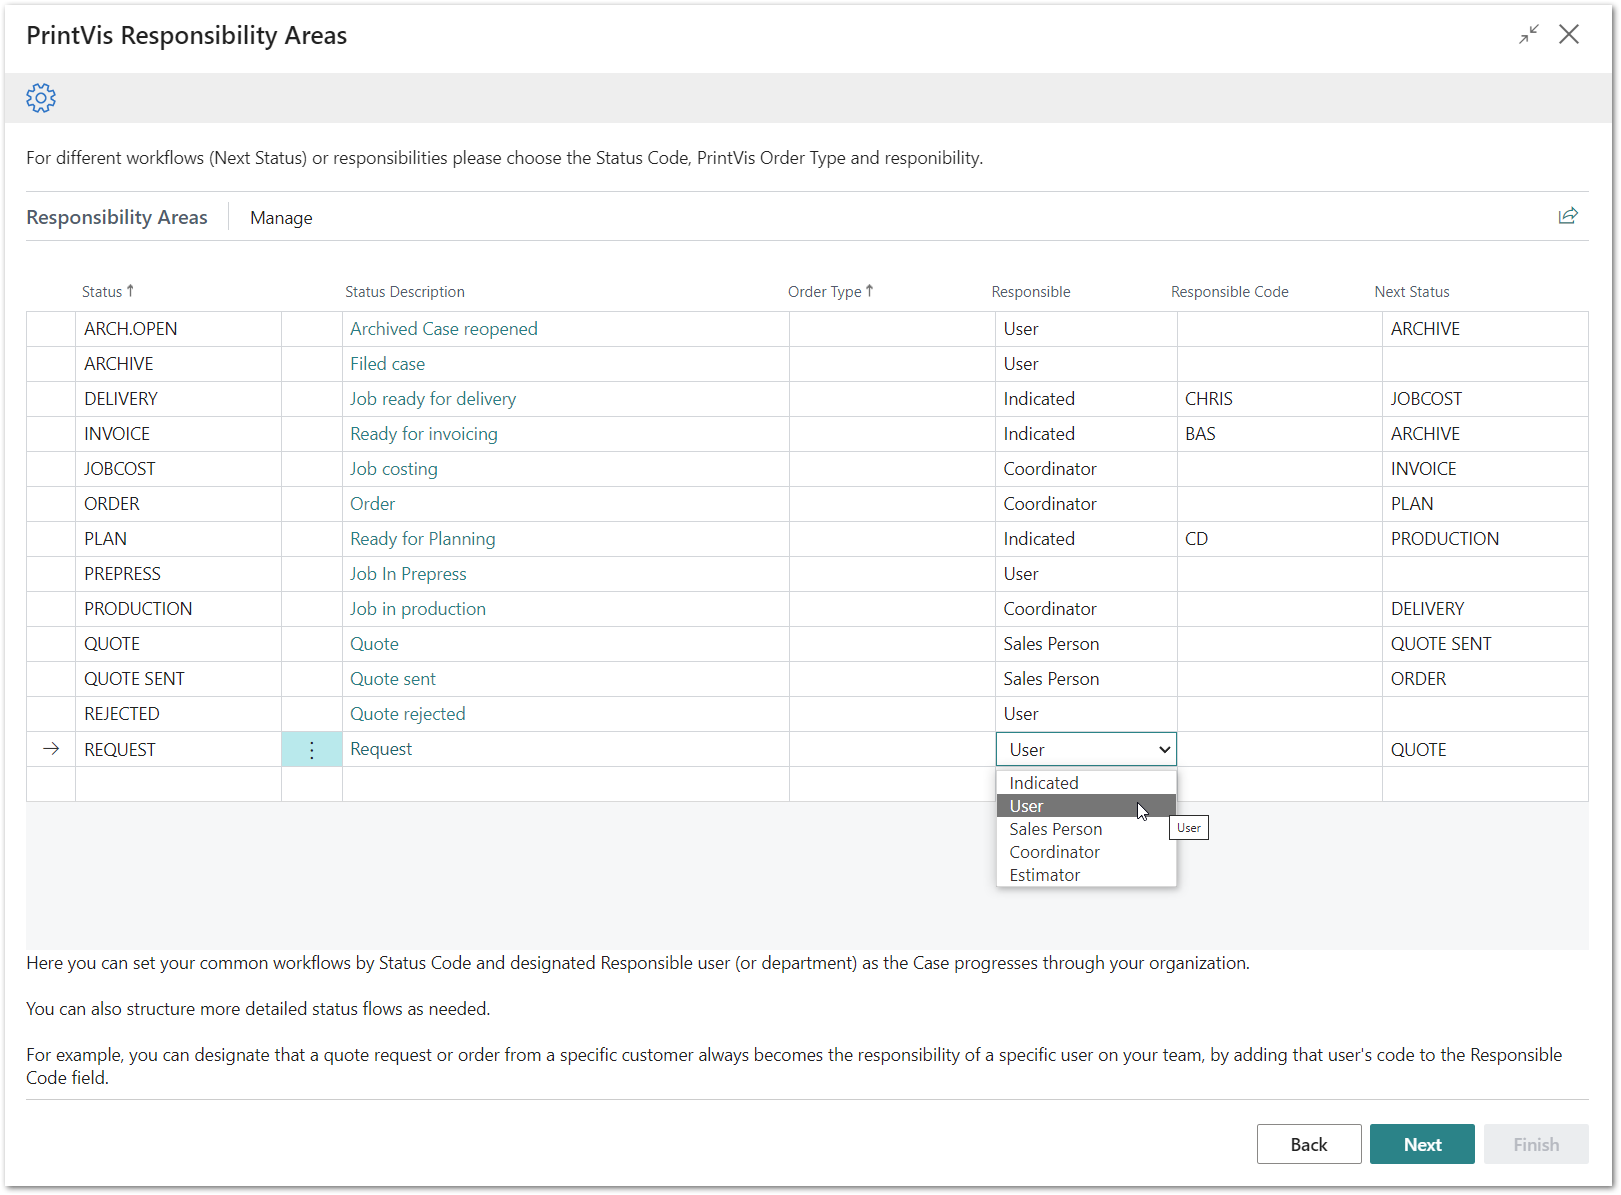 PrintVis Responsibility Areas
For different workflows (Next Status) or responsibilities please choose the Status Code, PrintVis Order Type and responibility.
Responsibility Areas Manage
Status ↑ Status Description Order Type ↑ Responsible Responsible Code Next Status
ARCH.OPEN Archived Case reopened User ARCHIVE
ARCHIVE Filed case User
DELIVERY Job ready for delivery Indicated CHRIS JOBCOST
INVOICE Ready for invoicing Indicated BAS ARCHIVE
JOBCOST Job costing Coordinator INVOICE
ORDER Order Coordinator PLAN
PLAN Ready for Planning Indicated CD PRODUCTION
PREPRESS Job In Prepress User
PRODUCTION Job in production Coordinator DELIVERY
QUOTE Quote Sales Person QUOTE SENT
QUOTE SENT Quote sent Sales Person ORDER
REJECTED Quote rejected User
→ REQUEST Request User QUOTE
Indicated
User
Sales Person
Coordinator
Estimator
User
Here you can set your common workflows by Status Code and designated Responsible user (or department) as the Case progresses through your organization.
You can also structure more detailed status flows as needed.
For example, you can designate that a quote request or order from a specific customer always becomes the responsibility of a specific user on your team, by adding that user's code to the Responsible
Code field.
Back Next Finish